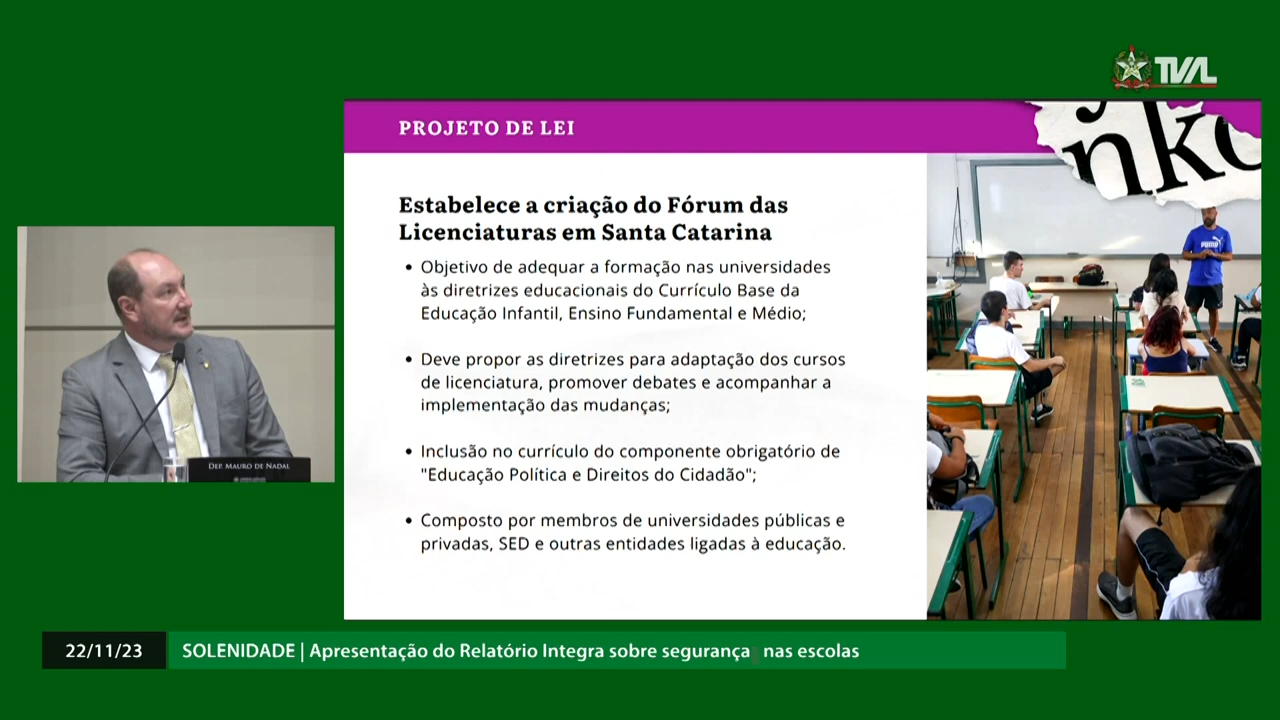 TVAL
PROJETO DE LEI
ñkc
Estabelece a criação do Fórum das
Licenciaturas em Santa Catarina
• Objetivo de adequar a formação nas universidades
às diretrizes educacionais do Currículo Base da
Educação Infantil, Ensino Fundamental e Médio;
• Deve propor as diretrizes para adaptação dos cursos
de licenciatura, promover debates e acompanhar a
implementação das mudanças;
• Inclusão no currículo do componente obrigatório de
"Educação Política e Direitos do Cidadão";
• Composto por membros de universidades públicas e
privadas, SED e outras entidades ligadas à educação.
PUMA
DEP. MAURO DE NADAL
22/11/23
SOLENIDADE | Apresentação do Relatório Integra sobre segurança nas escolas